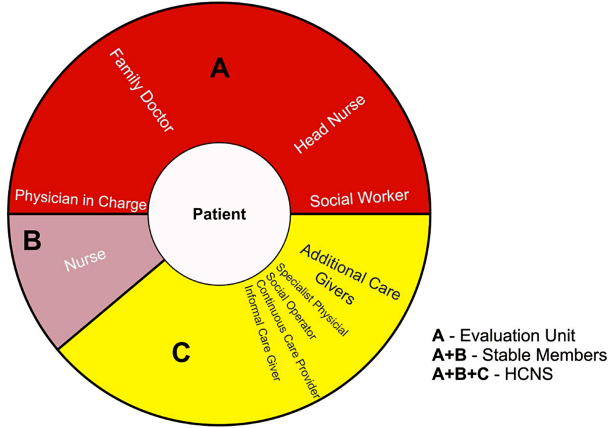 A
Family Doctor
Head Nurse
Physician in Charge
Social Worker
Patient
B
Nurse
Additional Care
Givers
Specialist Physicial
Social Operator
Continuous Care Provider
Informal Care Giver
C
A - Evaluation Unit
A+B - Stable Members
A+B+C - HCNS